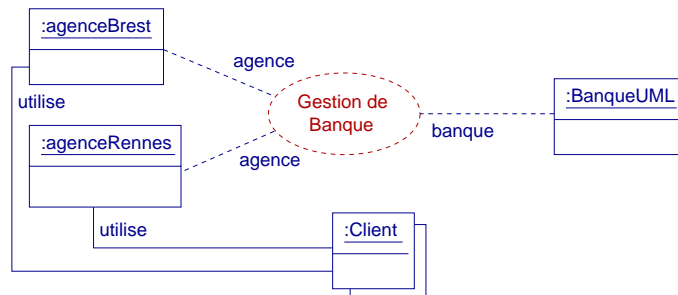 :agenceBrest
agence
utilise
Gestion de
Banque
:BanqueUML
banque
:agenceRennes
agence
utilise
:Client